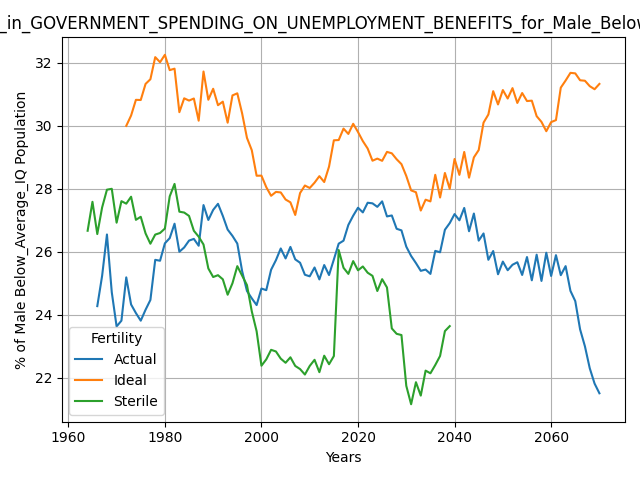 _in_GOVERNMENT_SPENDING_ON_UNEMPLOYMENT_BENEFITS_for_Male_Below
% of Male Below_Average_IQ Population
32
30
28
26
24
22
Fertility
Actual
Ideal
Sterile
1960 1980 2000 2020 2040 2060
Years